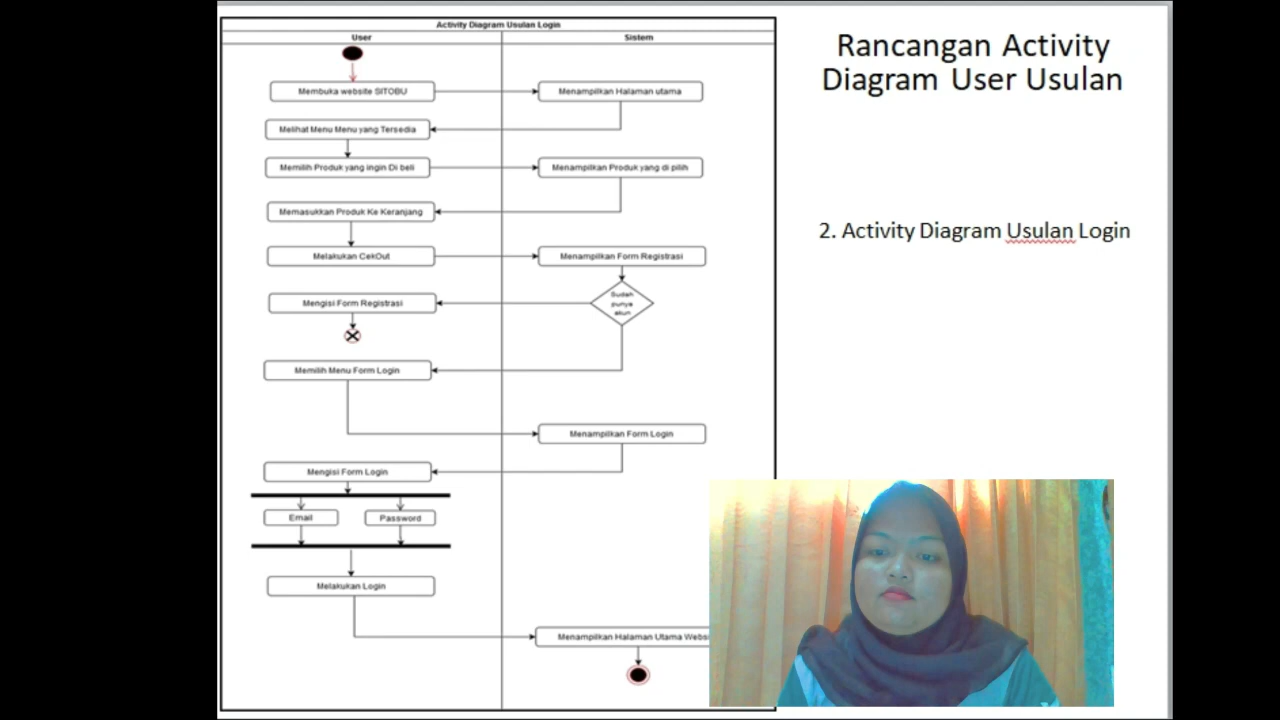 Activity Diagram Usulan Login
User
Sistem
Membuka website SITOBU
Menampilkan Halaman utama
Melihat Menu Menu yang Tersedia
Memilih Produk yang ingin Di beli
Menampilkan Produk yang di pilih
Memasukkan Produk Ke Keranjang
Melakukan CekOut
Menampilkan Form Registrasi
Sudah
punya
akun
Mengisi Form Registrasi
Memilih Menu Form Login
Menampilkan Form Login
Mengisi Form Login
Email
Password
Melakukan Login
Menampilkan Halaman Utama Websi
Rancangan Activity
Diagram User Usulan
2. Activity Diagram Usulan Login